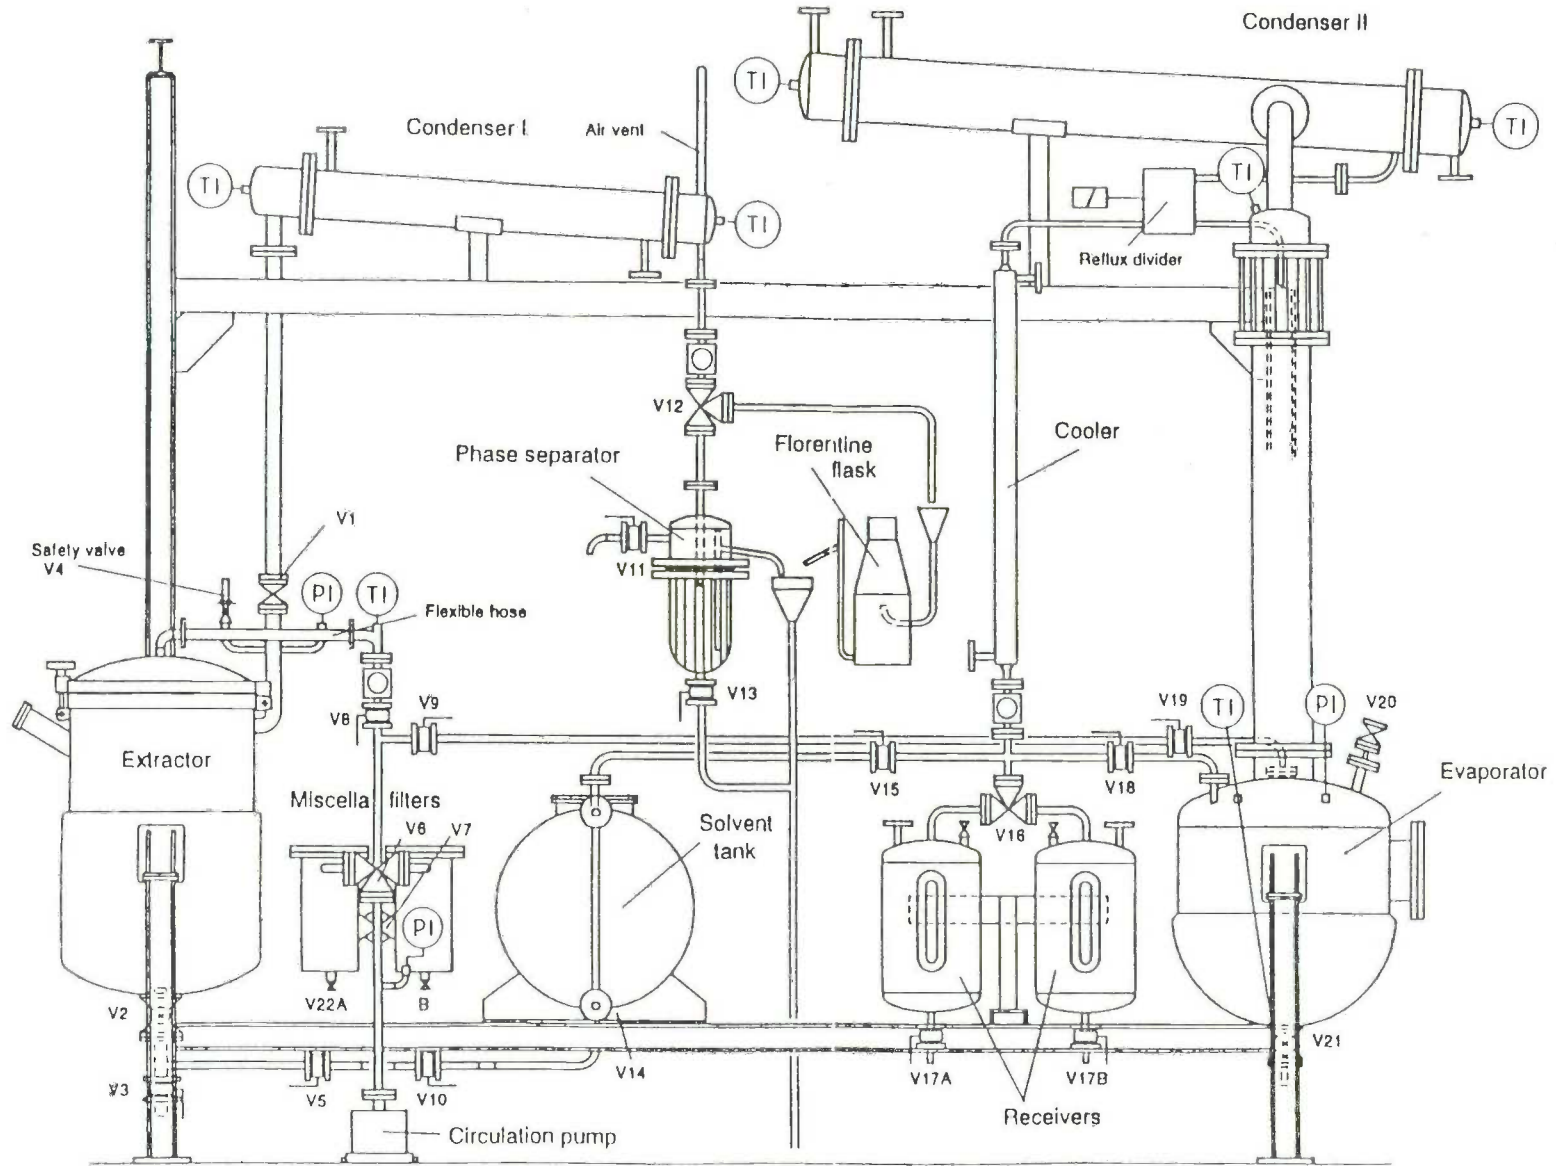 Condenser II
TI
Condenser I
Air vent
TI
TI
TI
TI
TI
Reflux divider
V12
Cooler
Phase separator
Florentine
flask
V1
Safety valve
V4
PI
TI
Flexible hose
V11
V13
V8
V9
V19
TI
PI
V20
Extractor
V15
V18
Evaporator
Miscella filters
V6
V7
Solvent
tank
V16
PI
V22A
B
V2
V14
V17A
V17B
V21
V3
V5
V10
Receivers
Circulation pump